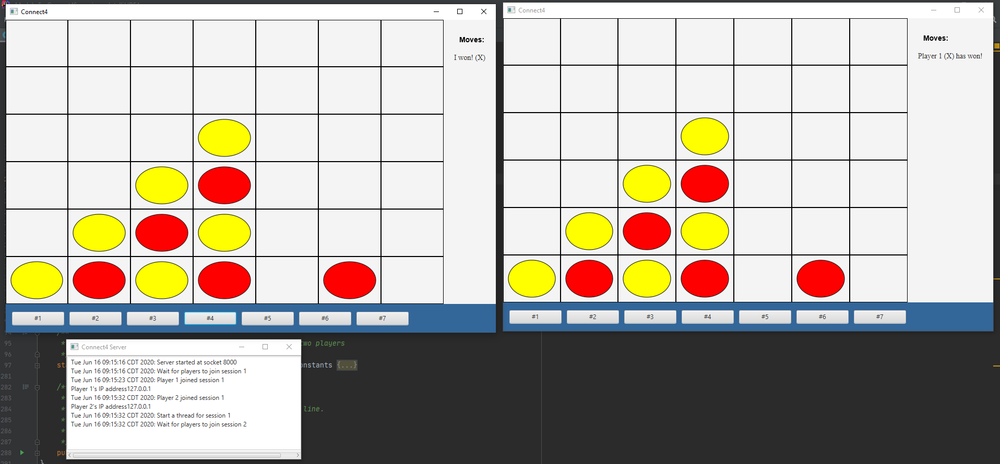 Connect4
Moves:
I won! (X)
#1 #2 #3 #4 #5 #6 #7
Connect4
Moves:
Player 1 (X) has won!
#1 #2 #3 #4 #5 #6 #7
Connect4 Server
Tue Jun 16 09:15:16 CDT 2020: Server started at socket 8000
Tue Jun 16 09:15:16 CDT 2020: Wait for players to join session 1
Tue Jun 16 09:15:23 CDT 2020: Player 1 joined session 1
Player 1's IP address127.0.0.1
Tue Jun 16 09:15:32 CDT 2020: Player 2 joined session 1
Player 2's IP address127.0.0.1
Tue Jun 16 09:15:32 CDT 2020: Start a thread for session 1
Tue Jun 16 09:15:32 CDT 2020: Wait for players to join session 2
95 * two players
96 *
97 {...}
281
282 /*
283 *
284 * line.
285 *
286 *
287 *
288
}